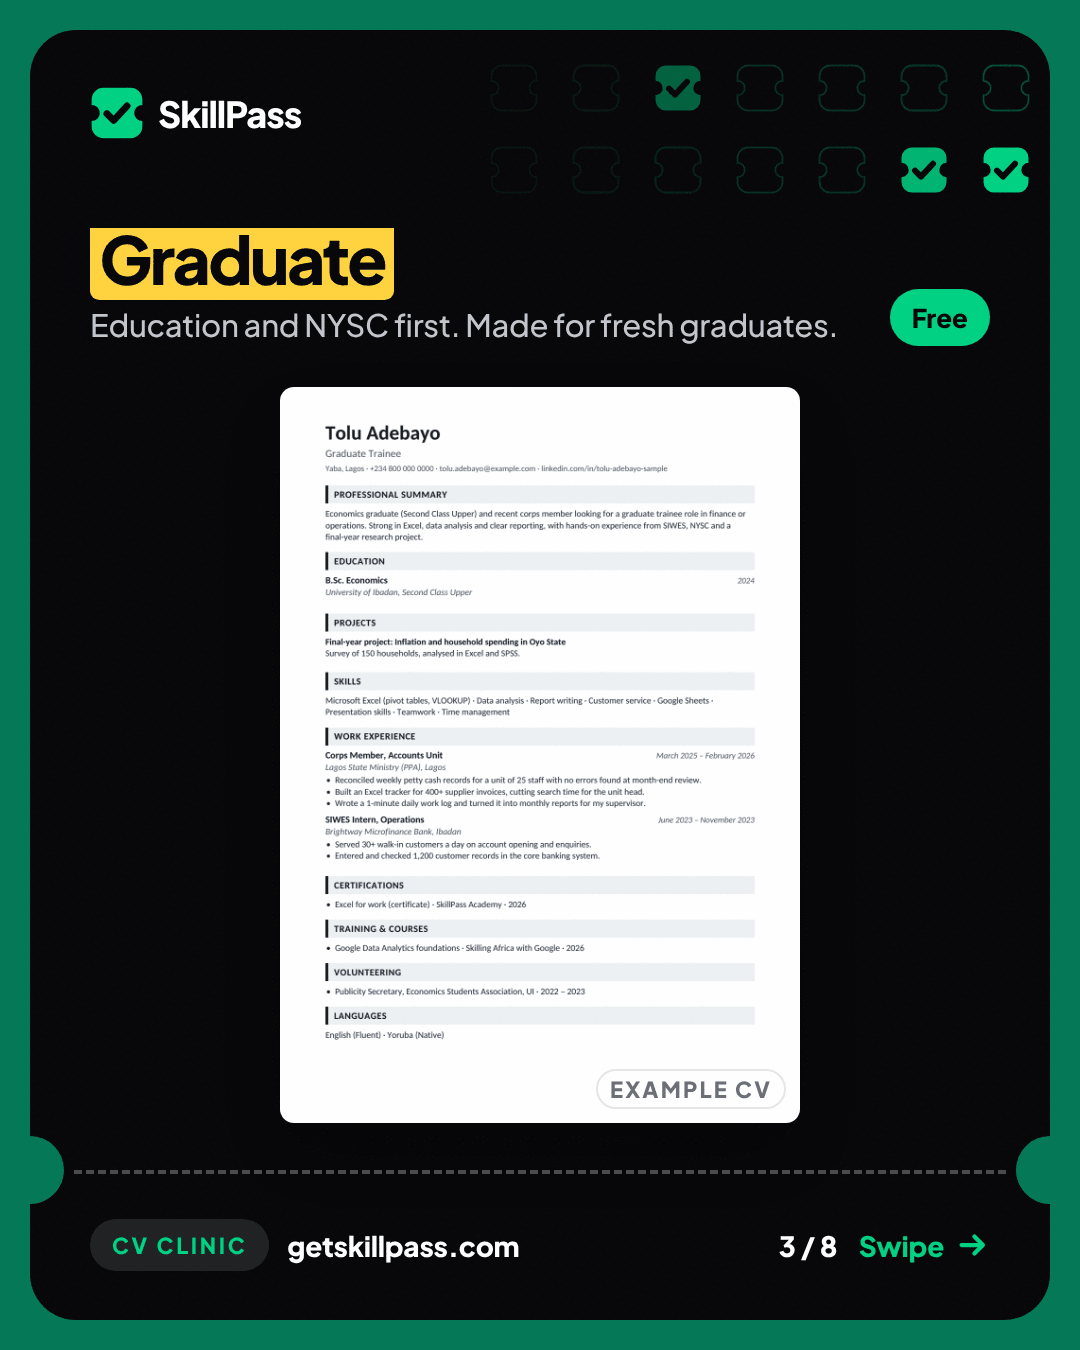 SkillPass
Graduate
Education and NYSC first. Made for fresh graduates.
Free
Tolu Adebayo
Graduate Trainee
Yaba, Lagos · +234 800 000 0000 · tolu.adebayo@example.com · linkedin.com/in/tolu-adebayo-sample
PROFESSIONAL SUMMARY
Economics graduate (Second Class Upper) and recent corps member looking for a graduate trainee role in finance or
operations. Strong in Excel, data analysis and clear reporting, with hands-on experience from SIWES, NYSC and a
final-year research project.
EDUCATION
B.Sc. Economics 2024
University of Ibadan, Second Class Upper
PROJECTS
Final-year project: Inflation and household spending in Oyo State
Survey of 150 households, analysed in Excel and SPSS.
SKILLS
Microsoft Excel (pivot tables, VLOOKUP) · Data analysis · Report writing · Customer service · Google Sheets ·
Presentation skills · Teamwork · Time management
WORK EXPERIENCE
Corps Member, Accounts Unit March 2025 – February 2026
Lagos State Ministry (PPA), Lagos
• Reconciled weekly petty cash records for a unit of 25 staff with no errors found at month-end review.
• Built an Excel tracker for 400+ supplier invoices, cutting search time for the unit head.
• Wrote a 1-minute daily work log and turned it into monthly reports for my supervisor.
SIWES Intern, Operations June 2023 – November 2023
Brightway Microfinance Bank, Ibadan
• Served 30+ walk-in customers a day on account opening and enquiries.
• Entered and checked 1,200 customer records in the core banking system.
CERTIFICATIONS
• Excel for work (certificate) · SkillPass Academy · 2026
TRAINING & COURSES
• Google Data Analytics foundations · Skilling Africa with Google · 2026
VOLUNTEERING
• Publicity Secretary, Economics Students Association, UI · 2022 – 2023
LANGUAGES
English (Fluent) · Yoruba (Native)
EXAMPLE CV
CV CLINIC getskillpass.com 3 / 8 Swipe →